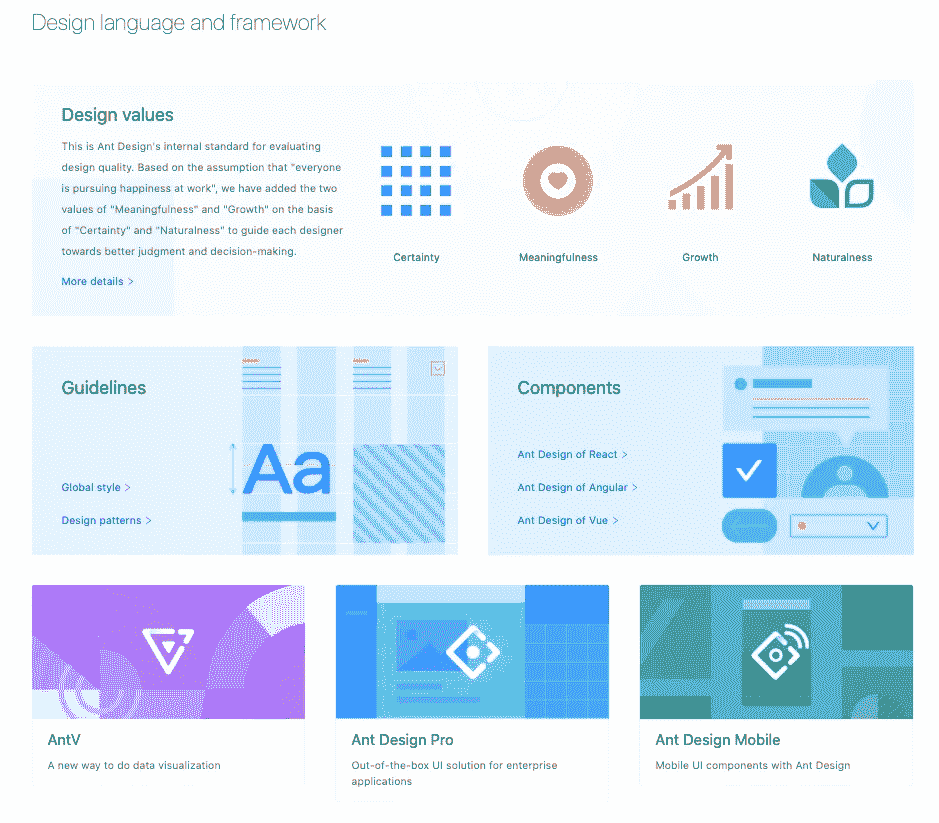 Design language and framework
Design values
This is Ant Design's internal standard for evaluating
design quality. Based on the assumption that "everyone
is pursuing happiness at work", we have added the two
values of "Meaningfulness" and "Growth" on the basis
of "Certainty" and "Naturalness" to guide each designer
towards better judgment and decision-making.
More details >
Certainty
Meaningfulness
Growth
Naturalness
Guidelines
Aa
Global style >
Design patterns >
Components
Ant Design of React >
Ant Design of Angular >
Ant Design of Vue >
AntV
A new way to do data visualization
Ant Design Pro
Out-of-the-box UI solution for enterprise
applications
Ant Design Mobile
Mobile UI components with Ant Design